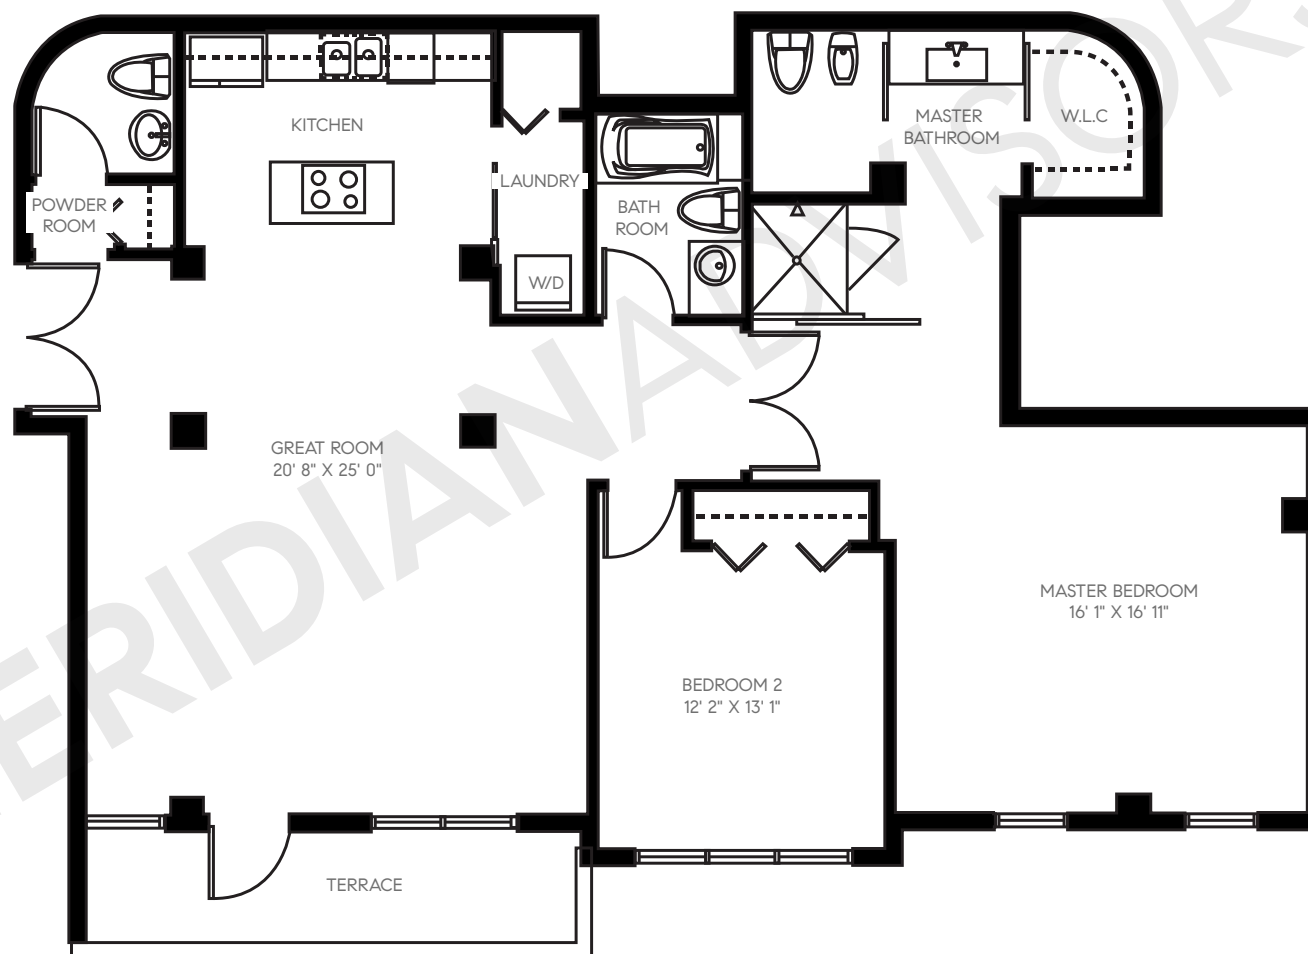 KITCHEN
MASTER
BATHROOM
W.L.C
LAUNDRY
POWDER
ROOM
BATH
ROOM
W/D
GREAT ROOM
20' 8" X 25' 0"
MASTER BEDROOM
16' 1" X 16' 11"
BEDROOM 2
12' 2" X 13' 1"
TERRACE
ERIDIANADVISORS